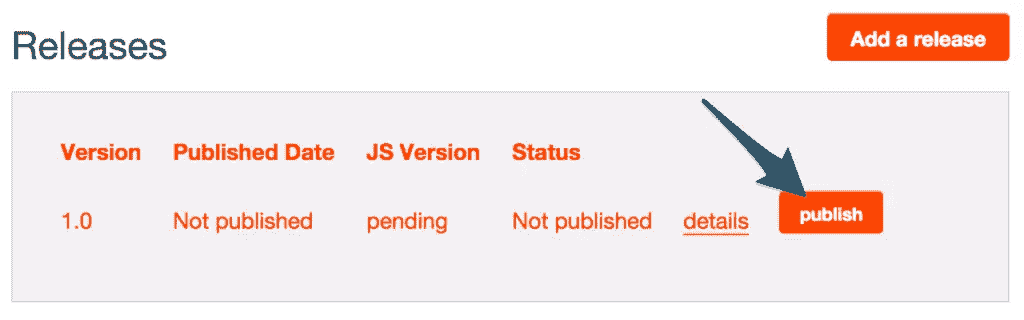 Releases
Add a release
Version Published Date JS Version Status
1.0 Not published pending Not published details publish